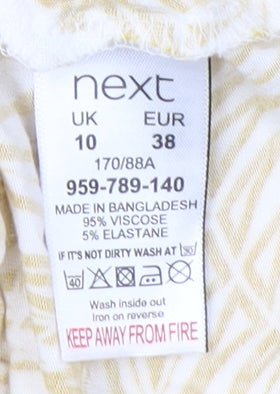 next
UK EUR
10 38
170/88A
959-789-140
MADE IN BANGLADESH
95% VISCOSE
5% ELASTANE
IF IT'S NOT DIRTY WASH AT 30
40
Wash inside out
Iron on reverse
KEEP AWAY FROM FIRE